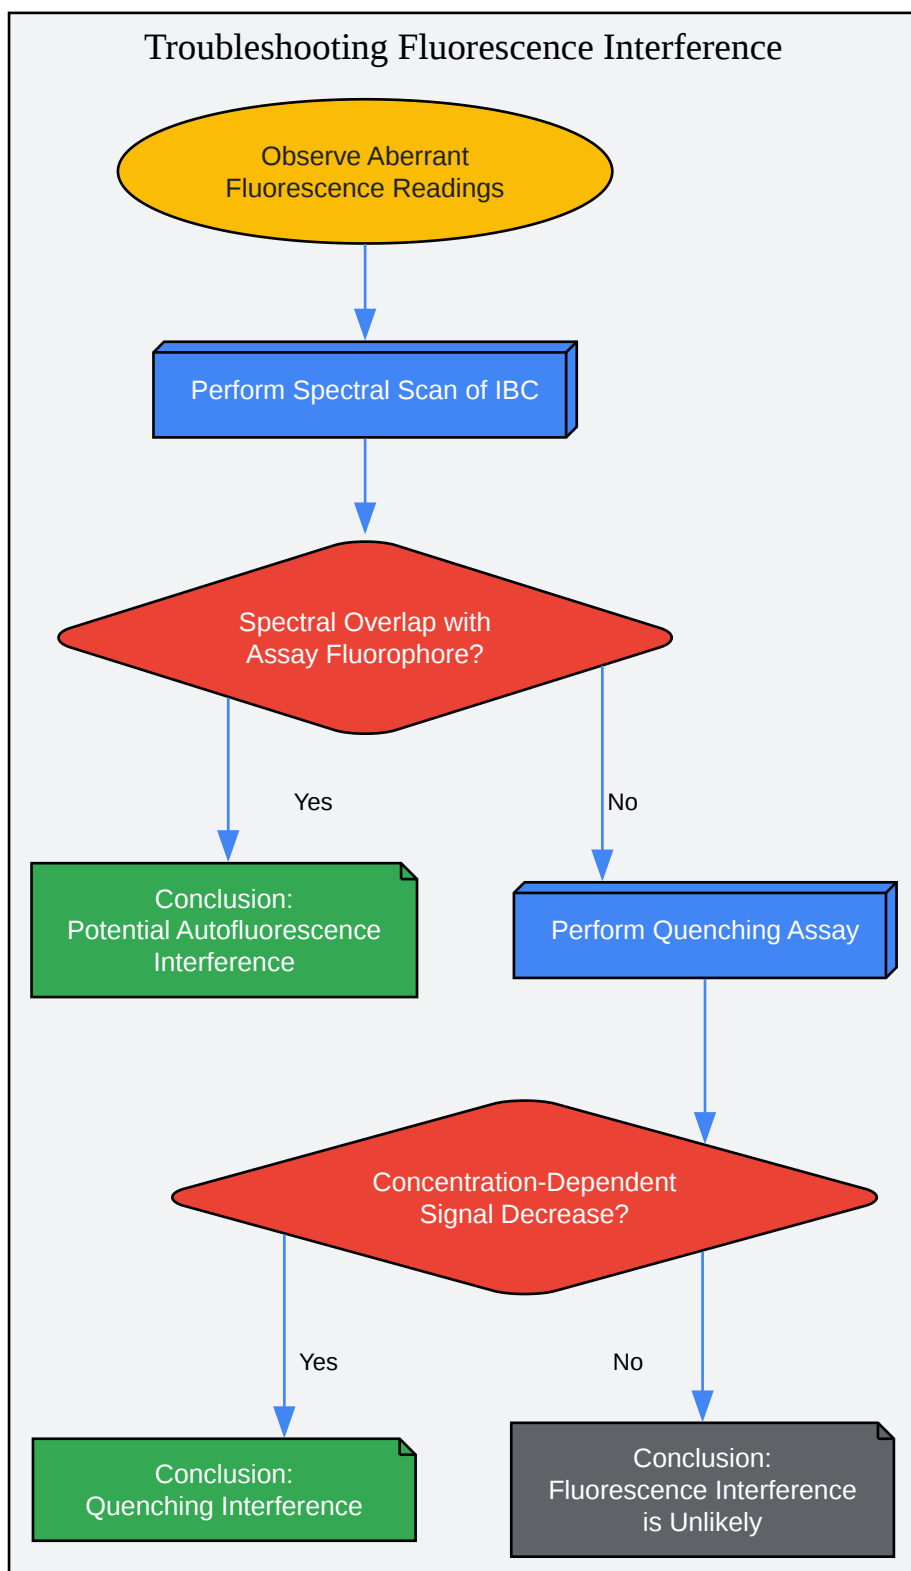 Troubleshooting Fluorescence Interference
Observe Aberrant
Fluorescence Readings
Perform Spectral Scan of IBC
Spectral Overlap with
Assay Fluorophore?
Yes
No
Conclusion:
Potential Autofluorescence
Interference
Perform Quenching Assay
Concentration-Dependent
Signal Decrease?
Yes
No
Conclusion:
Quenching Interference
Conclusion:
Fluorescence Interference
is Unlikely